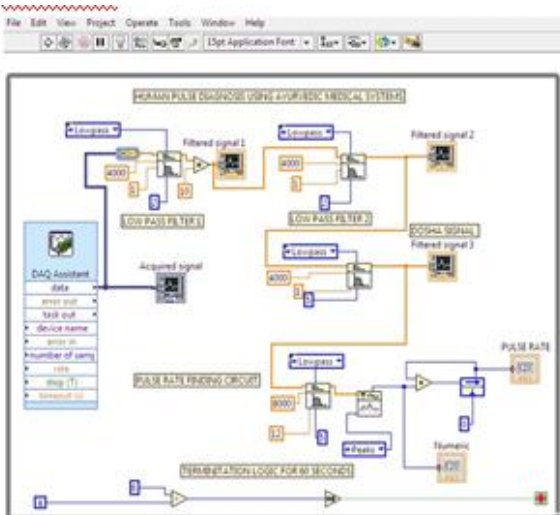 File Edit View Project Operate Tools Window Help
15pt Application Font
HUMAN PULSE DIAGNOSIS USING AYURVEDIC MEDICAL SYSTEMS
Lowpass
Filtered signal 1
4000
10
LOW PASS FILTER 1
Lowpass
Filtered signal 2
4000
LOW PASS FILTER 2
DOSHA SIGNAL
Filtered signal 3
Lowpass
4000
DAQ Assistant
data
error out
task out
device name
error in
number of samp
rate
stop (T)
timeout (s)
Acquired signal
PULSE RATE FINDING CIRCUIT
Lowpass
8000
12
Peaks
PULSE RATE
Numeric
TERMINITATION LOGIC FOR 60 SECONDS